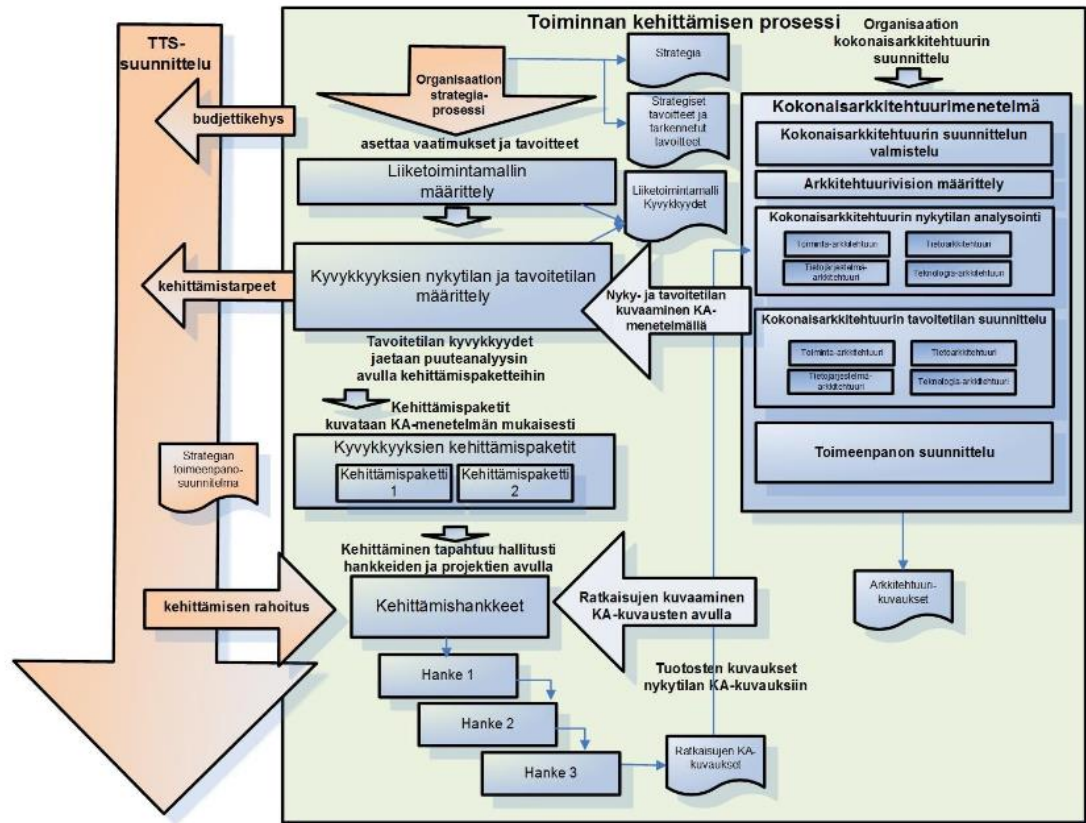 Toiminnan kehittämisen prosessi
TTS-
suunnittelu
Organisaation
strategia-
prosessi
Strategia
Strategiset
tavoitteet ja
tarkennetut
tavoitteet
budjettikehys
asettaa vaatimukset ja tavoitteet
Liiketoimintamallin
määrittely
Liiketoimintamalli
Kyvykkyydet
Kyvykkyyksien nykytilan ja tavoitetilan
määrittely
kehittämistarpeet
Nyky- ja tavoitetilan
kuvaaminen KA-
menetelmällä
Tavoitetilan kyvykkyydet
jaetaan puuteanalyysin
avulla kehittämispaketteihin
Kehittämispaketit
kuvataan KA-menetelmän mukaisesti
Kyvykkyyksien kehittämispaketit
Kehittämispaketti
1
Kehittämispaketti
2
Strategian
toimeenpano-
suunnitelma
Kehittäminen tapahtuu hallitusti
hankkeiden ja projektien avulla
kehittämisen rahoitus
Kehittämishankkeet
Ratkaisujen kuvaaminen
KA-kuvausten avulla
Hanke 1
Hanke 2
Hanke 3
Tuotosten kuvaukset
nykytilan KA-kuvauksiin
Ratkaisujen KA-
kuvaukset
Organisaation
kokonaisarkkitehtuurin
suunnittelu
Kokonaisarkkitehtuurimenetelmä
Kokonaisarkkitehtuurin suunnittelun
valmistelu
Arkkitehtuurivision määrittely
Kokonaisarkkitehtuurin nykytilan analysointi
Toiminta-arkkitehtuuri
Tietoarkkitehtuuri
Tietojärjestelmä-
arkkitehtuuri
Teknologia-arkkitehtuuri
Kokonaisarkkitehtuurin tavoitetilan suunnittelu
Toiminta-arkkitehtuuri
Tietoarkkitehtuuri
Tietojärjestelmä-
arkkitehtuuri
Teknologia-arkkitehtuuri
Toimeenpanon suunnittelu
Arkkitehtuuri-
kuvaukset